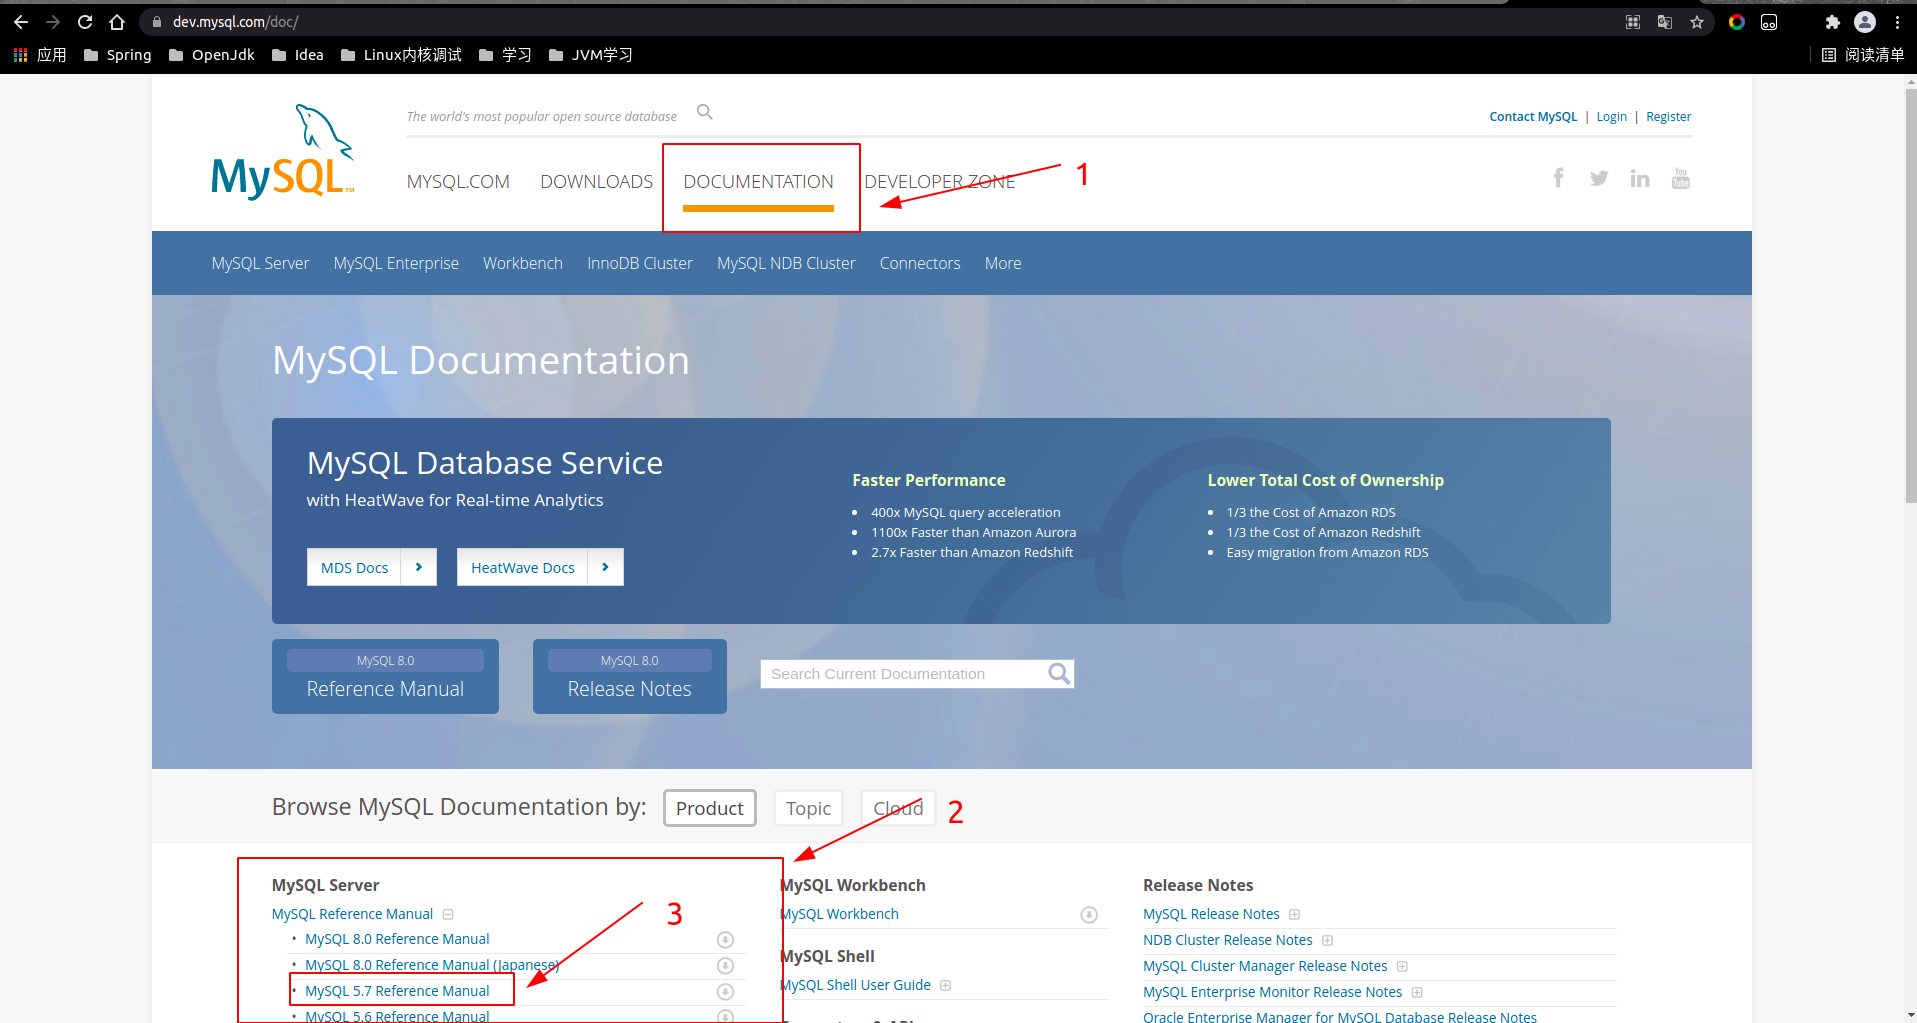 dev.mysql.com/doc/
应用 Spring OpenJdk Idea Linux内核调试 学习 JVM学习 阅读清单
MySQL™
The world's most popular open source database
Contact MySQL | Login | Register
MYSQL.COM DOWNLOADS DOCUMENTATION DEVELOPER ZONE
1
You Tube
MySQL Server MySQL Enterprise Workbench InnoDB Cluster MySQL NDB Cluster Connectors More
MySQL Documentation
MySQL Database Service
with HeatWave for Real-time Analytics
MDS Docs
HeatWave Docs
Faster Performance
400x MySQL query acceleration
1100x Faster than Amazon Aurora
2.7x Faster than Amazon Redshift
Lower Total Cost of Ownership
1/3 the Cost of Amazon RDS
1/3 the Cost of Amazon Redshift
Easy migration from Amazon RDS
MySQL 8.0
Reference Manual
MySQL 8.0
Release Notes
Search Current Documentation
Browse MySQL Documentation by: Product Topic Cloud
2
MySQL Server
MySQL Reference Manual
3
MySQL 8.0 Reference Manual
MySQL 8.0 Reference Manual (Japanese)
MySQL 5.7 Reference Manual
MySQL 5.6 Reference Manual
MySQL Workbench
MySQL Workbench
MySQL Shell
MySQL Shell User Guide
Release Notes
MySQL Release Notes
NDB Cluster Release Notes
MySQL Cluster Manager Release Notes
MySQL Enterprise Monitor Release Notes
Oracle Enterprise Manager for MySQL Database Release Notes